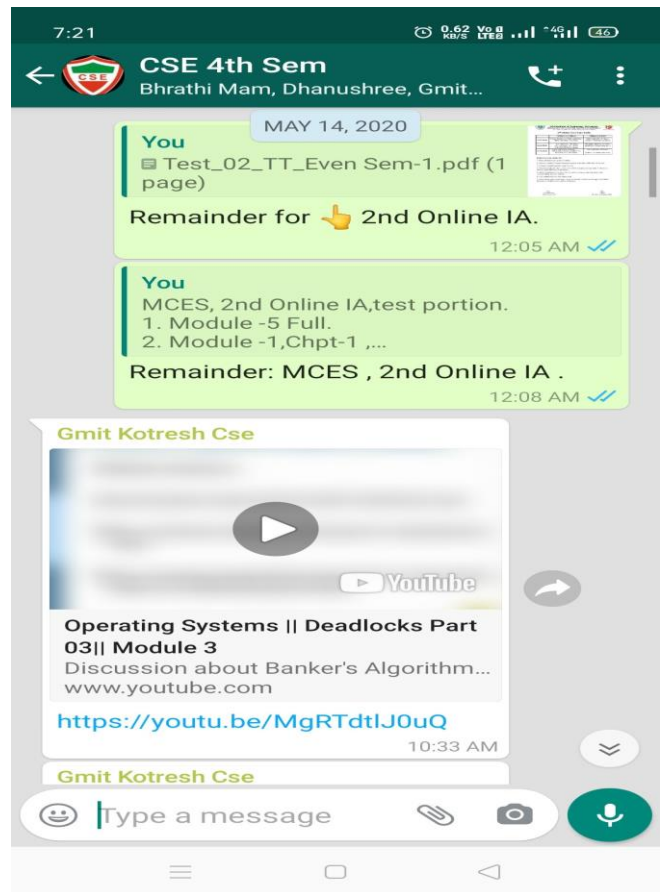 7:21
0.62 KB/S Vo LTE2 4G 46
CSE
CSE 4th Sem
Bhrathi Mam, Dhanushree, Gmit...
MAY 14, 2020
You
Test_02_TT_Even Sem-1.pdf (1
page)
Remainder for 👆 2nd Online IA.
12:05 AM
You
MCES, 2nd Online IA,test portion.
1. Module -5 Full.
2. Module -1,Chpt-1 ,...
Remainder: MCES , 2nd Online IA .
12:08 AM
Gmit Kotresh Cse
YouTube
Operating Systems || Deadlocks Part
03|| Module 3
Discussion about Banker's Algorithm...
www.youtube.com
https://youtu.be/MgRTdtlJ0uQ
10:33 AM
Gmit Kotresh Cse
Type a message